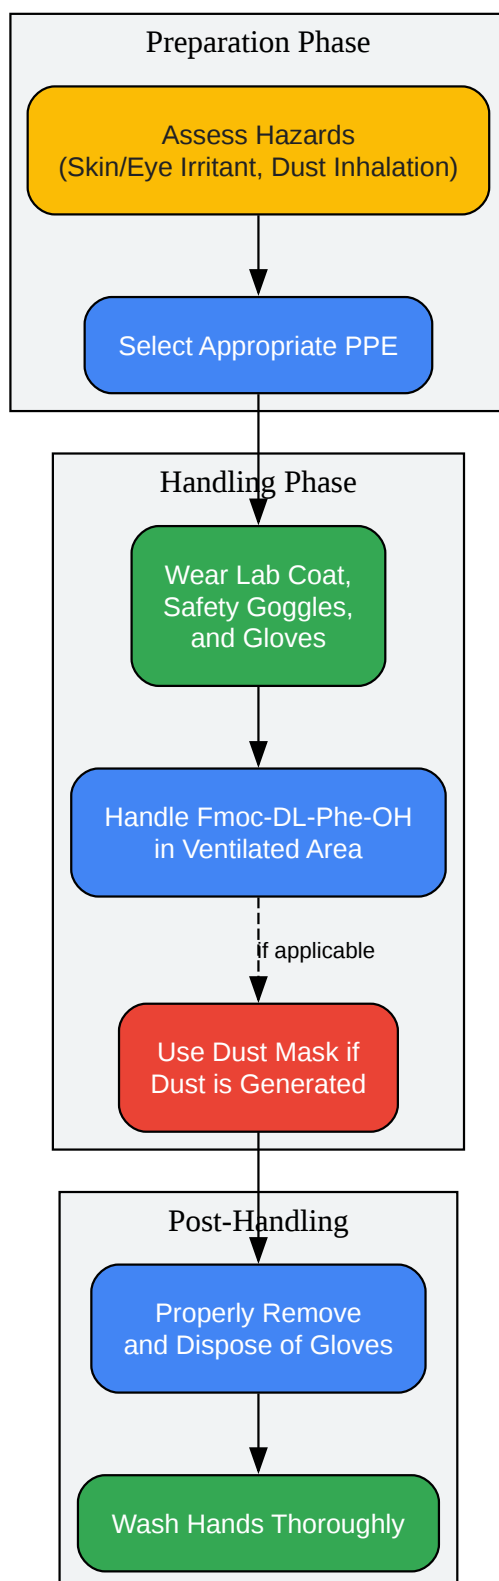 Preparation Phase
Assess Hazards
(Skin/Eye Irritant, Dust Inhalation)
Select Appropriate PPE
Handling Phase
Wear Lab Coat,
Safety Goggles,
and Gloves
Handle Fmoc-DL-Phe-OH
in Ventilated Area
if applicable
Use Dust Mask if
Dust is Generated
Post-Handling
Properly Remove
and Dispose of Gloves
Wash Hands Thoroughly